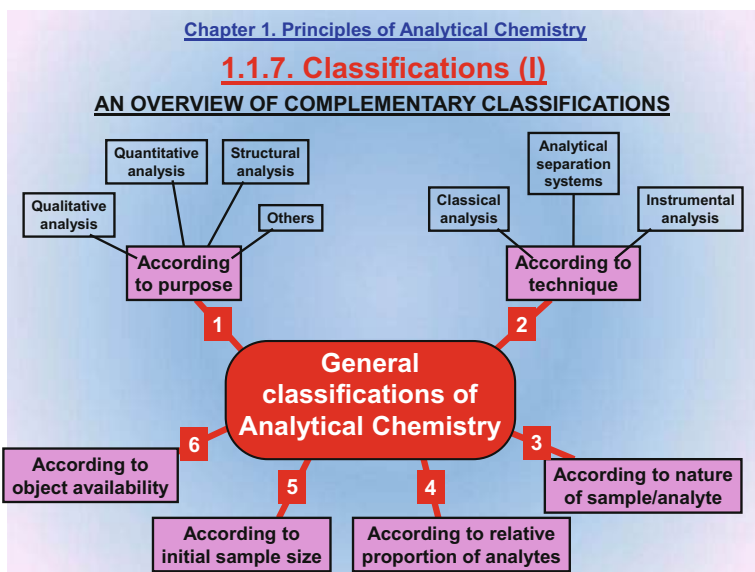 Chapter 1. Principles of Analytical Chemistry
1.1.7. Classifications (I)
AN OVERVIEW OF COMPLEMENTARY CLASSIFICATIONS
Qualitative
analysis
Quantitative
analysis
Structural
analysis
Others
According
to purpose
1
Classical
analysis
Analytical
separation
systems
Instrumental
analysis
According to
technique
2
General
classifications of
Analytical Chemistry
3
According to nature
of sample/analyte
4
According to relative
proportion of analytes
5
According to
initial sample size
6
According to
object availability